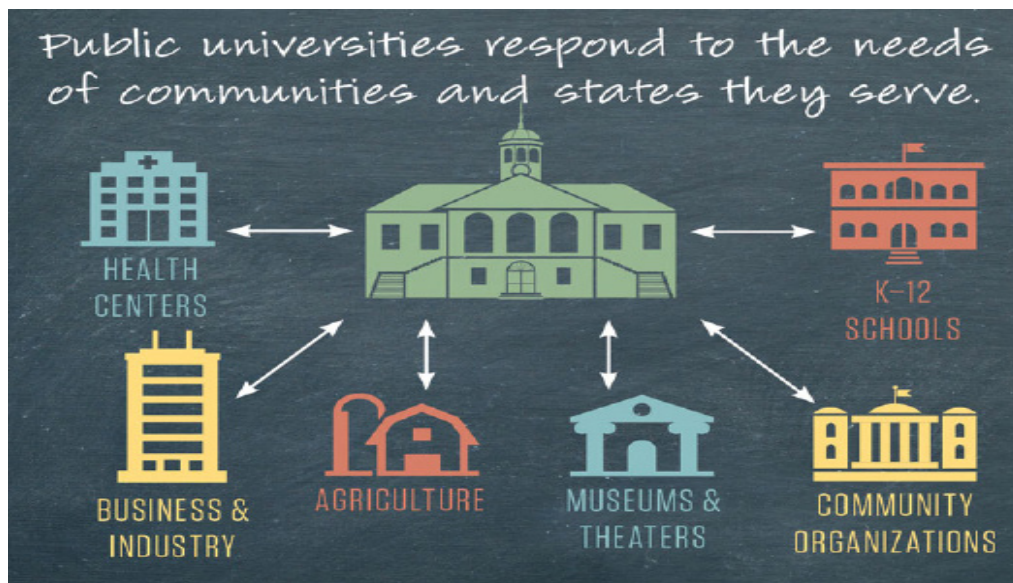 Public universities respond to the needs
of communities and states they serve.
HEALTH
CENTERS
K–12
SCHOOLS
BUSINESS &
INDUSTRY
AGRICULTURE
MUSEUMS &
THEATERS
COMMUNITY
ORGANIZATIONS